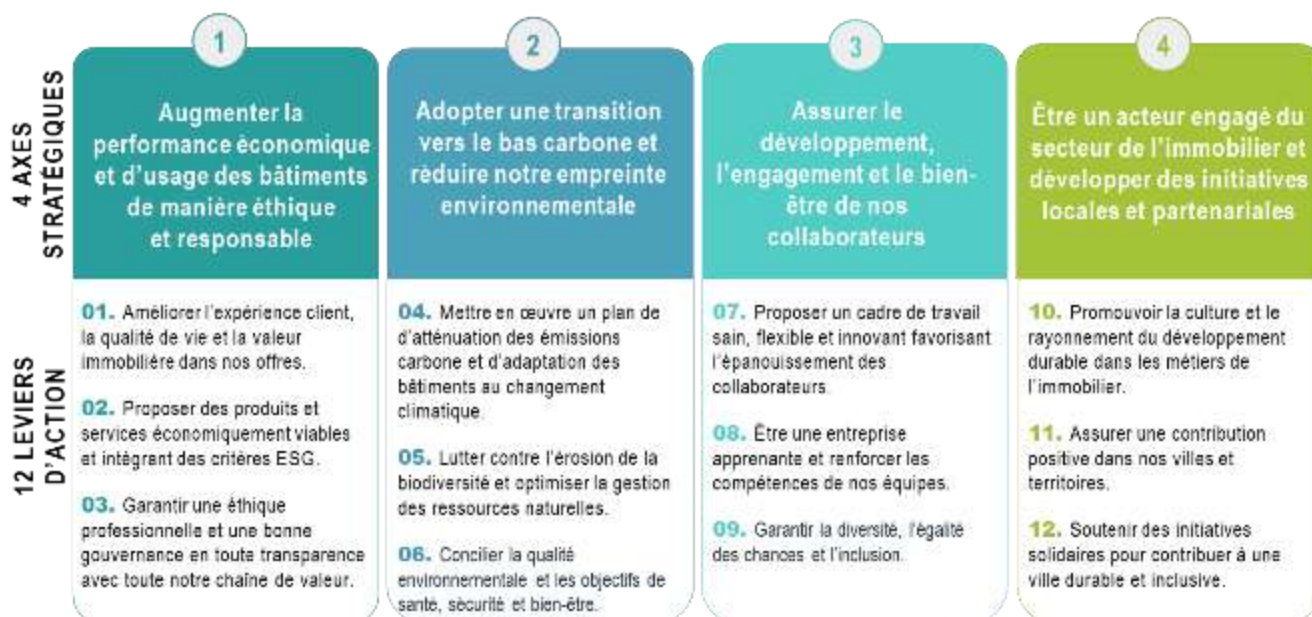 4 AXES
STRATÉGIQUES
1
Augmenter la
performance économique
et d'usage des bâtiments
de manière éthique
et responsable
2
Adopter une transition
vers le bas carbone et
réduire notre empreinte
environnementale
3
Assurer le
développement,
l'engagement et le bien-
être de nos
collaborateurs
4
Être un acteur engagé du
secteur de l'immobilier et
développer des initiatives
locales et partenariales
12 LEVIERS
D'ACTION
01. Améliorer l'expérience client,
la qualité de vie et la valeur
immobilière dans nos offres.
02. Proposer des produits et
services économiquement viables
et intégrant des critères ESG.
03. Garantir une éthique
professionnelle et une bonne
gouvernance en toute transparence
avec toute notre chaîne de valeur.
04. Mettre en œuvre un plan de
d'atténuation des émissions
carbone et d'adaptation des
bâtiments au changement
climatique.
05. Lutter contre l'érosion de la
biodiversité et optimiser la gestion
des ressources naturelles.
06. Concilier la qualité
environnementale et les objectifs de
santé, sécurité et bien-être.
07. Proposer un cadre de travail
sain, flexible et innovant favorisant
l'épanouissement des
collaborateurs.
08. Être une entreprise
apprenante et renforcer les
compétences de nos équipes.
09. Garantir la diversité, l'égalité
des chances et l'inclusion.
10. Promouvoir la culture et le
rayonnement du développement
durable dans les métiers de
l'immobilier.
11. Assurer une contribution
positive dans nos villes et
territoires.
12. Soutenir des initiatives
solidaires pour contribuer à une
ville durable et inclusive.